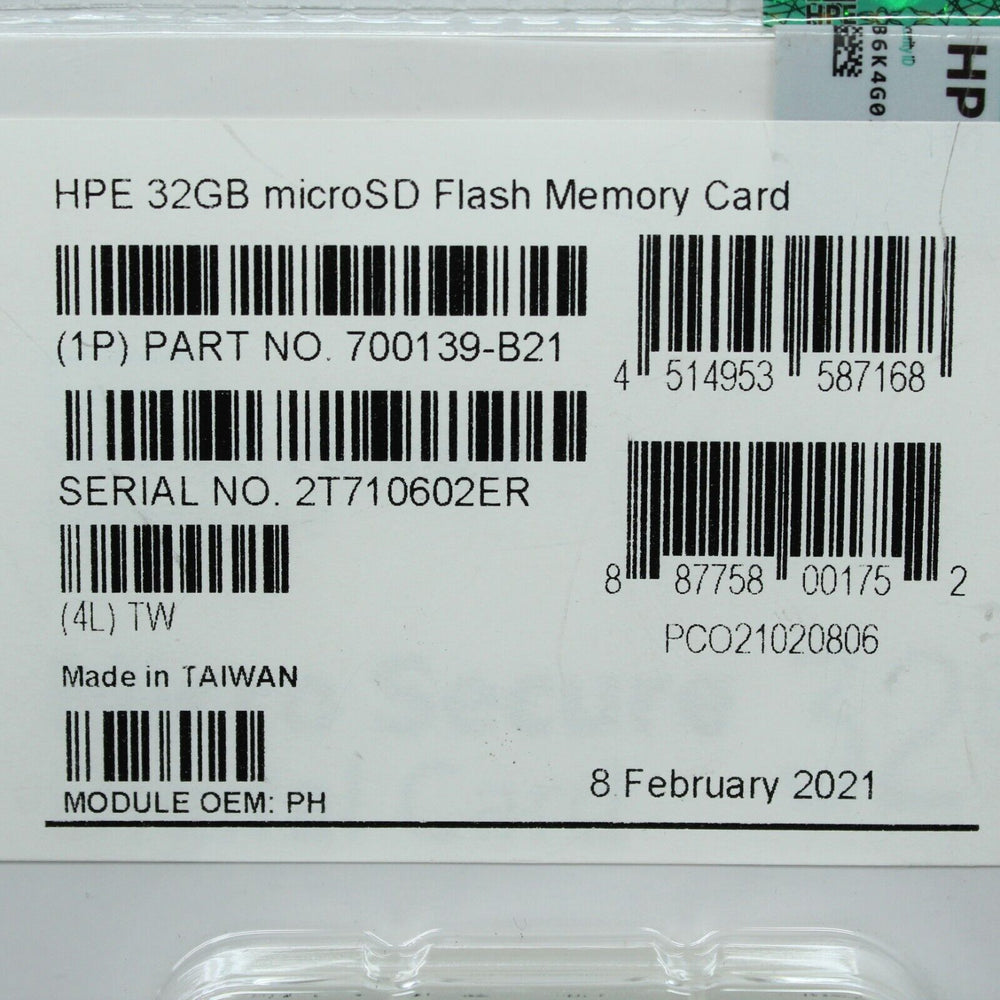 HP
B6K4G0
HPE 32GB microSD Flash Memory Card
(1P) PART NO. 700139-B21
4 514953 587168
SERIAL NO. 2T710602ER
8 87758 00175 2
(4L) TW
PCO21020806
Made in TAIWAN
8 February 2021
MODULE OEM: PH